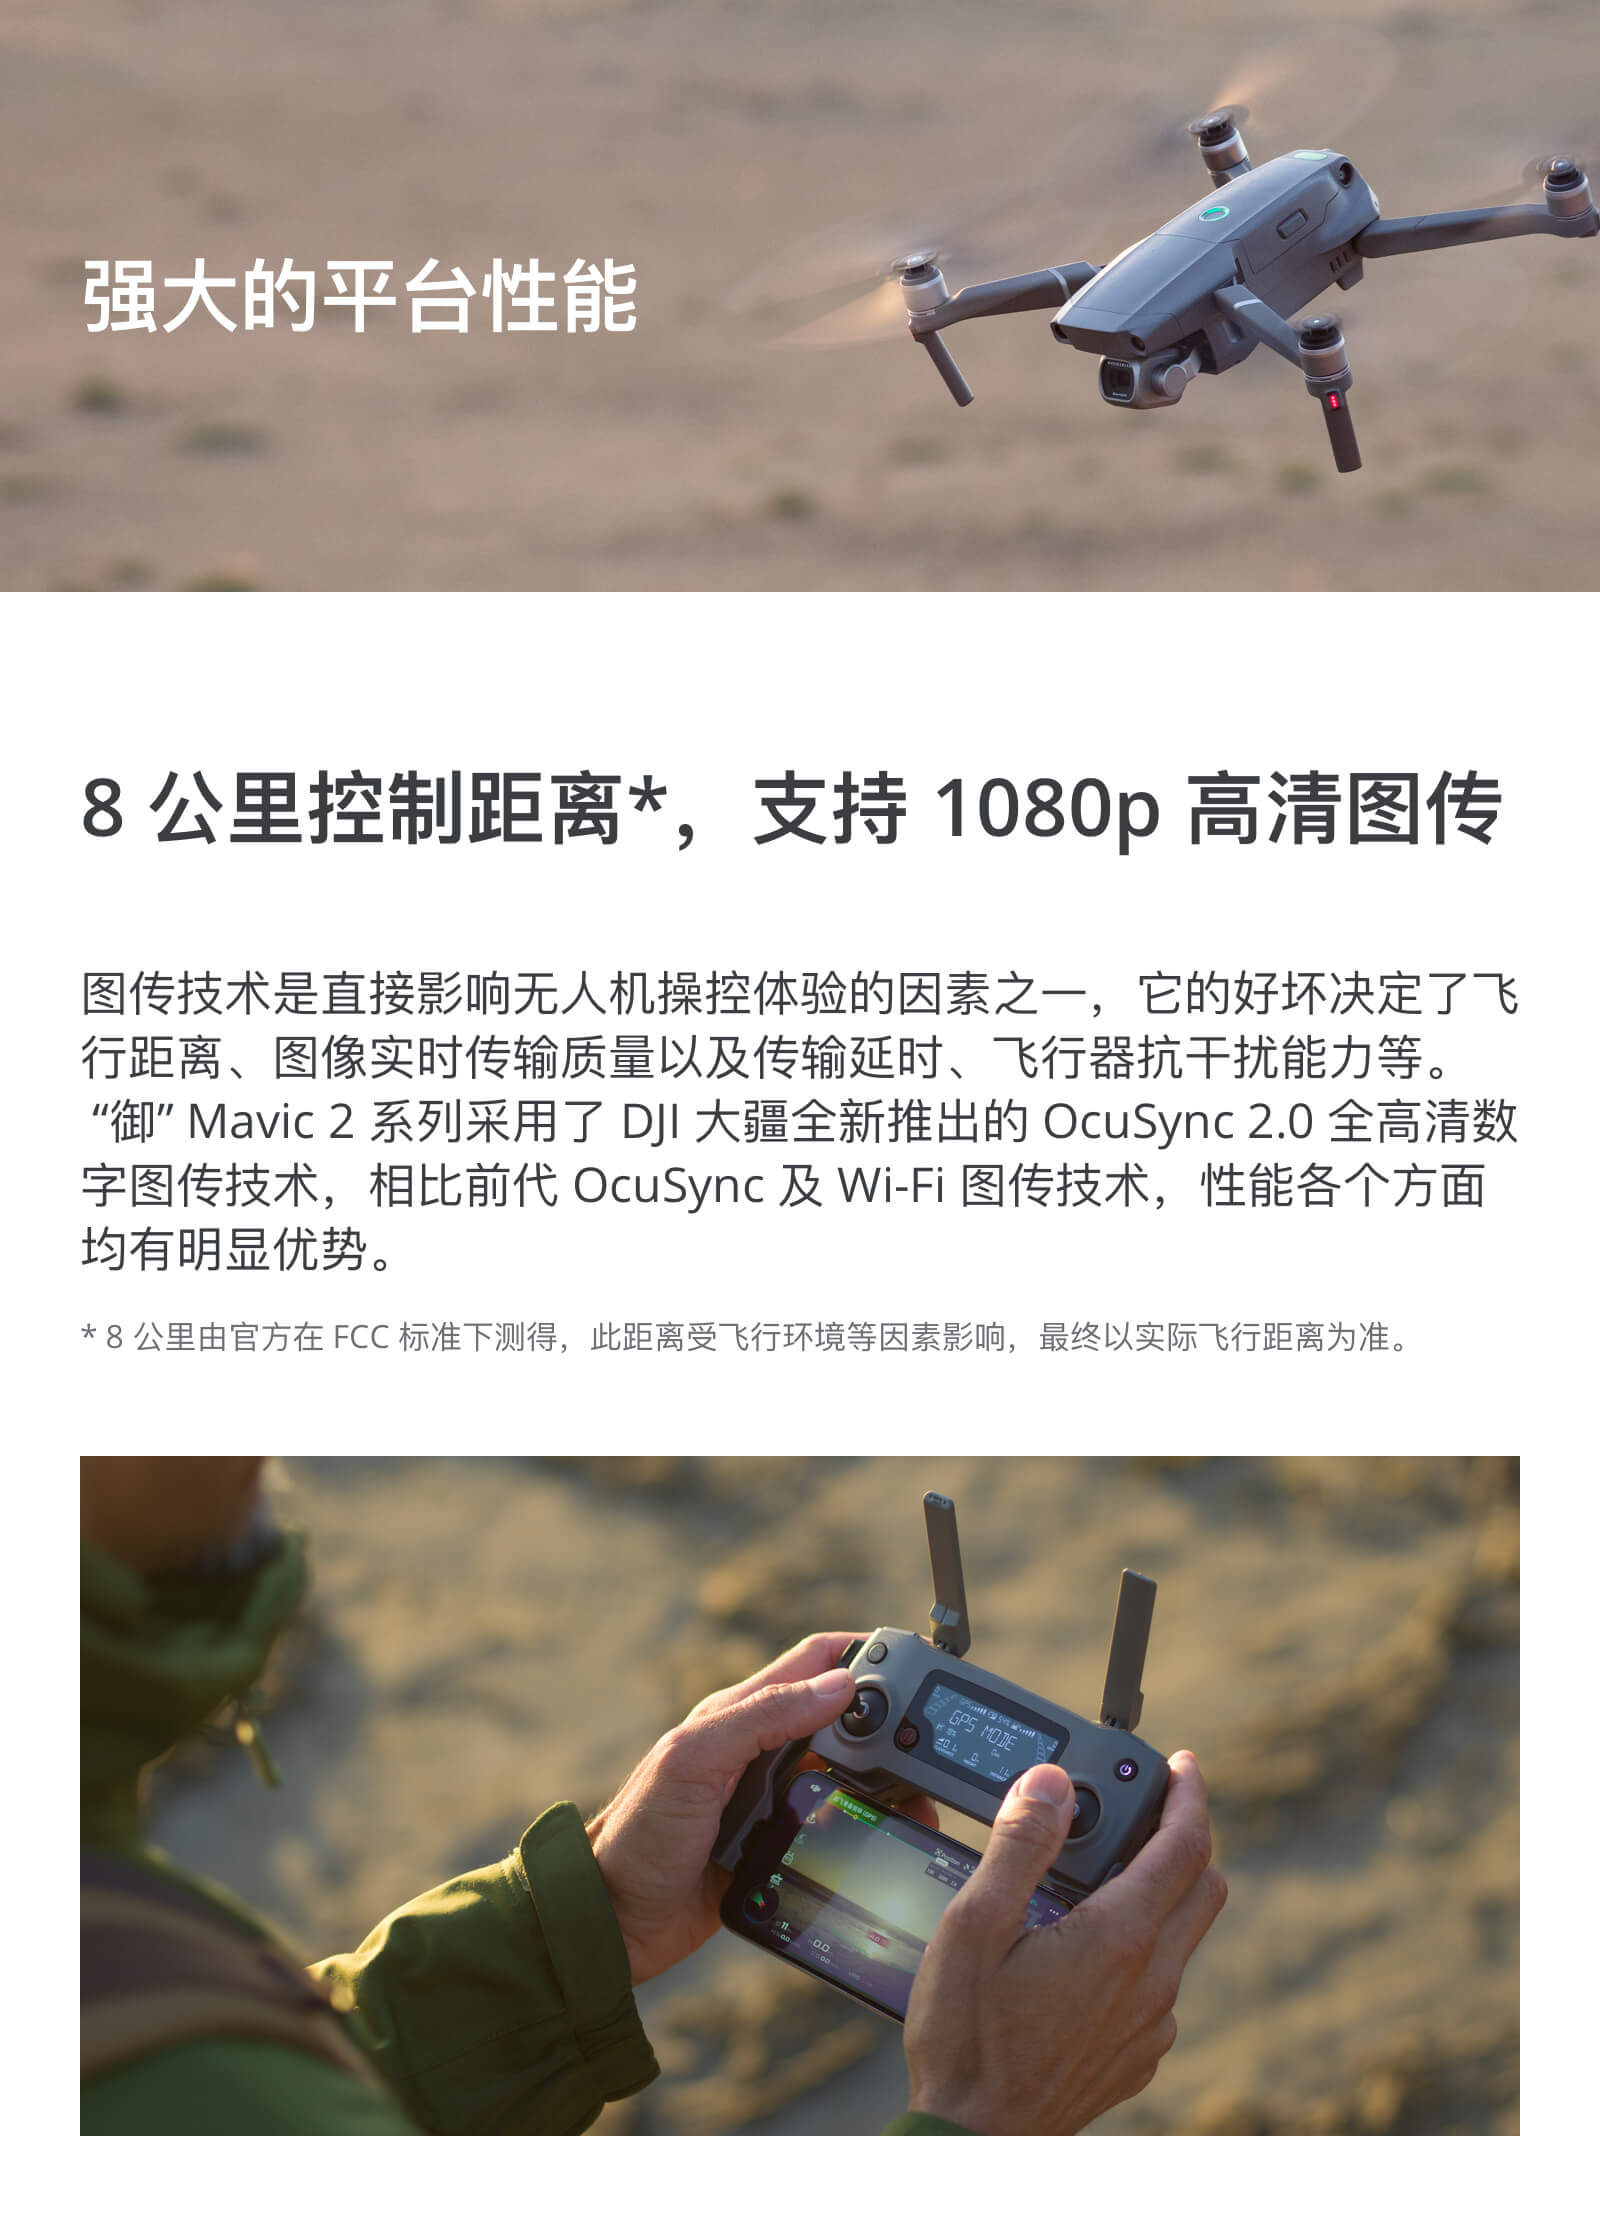 强大的平台性能
8 公里控制距离*，支持 1080p 高清图传
图传技术是直接影响无人机操控体验的因素之一，它的好坏决定了飞
行距离、图像实时传输质量以及传输延时、飞行器抗干扰能力等。
“御” Mavic 2 系列采用了 DJI 大疆全新推出的 OcuSync 2.0 全高清数
字图传技术，相比前代 OcuSync 及 Wi-Fi 图传技术，性能各个方面
均有明显优势。
* 8 公里由官方在 FCC 标准下测得，此距离受飞行环境等因素影响，最终以实际飞行距离为准。
GPS MODE